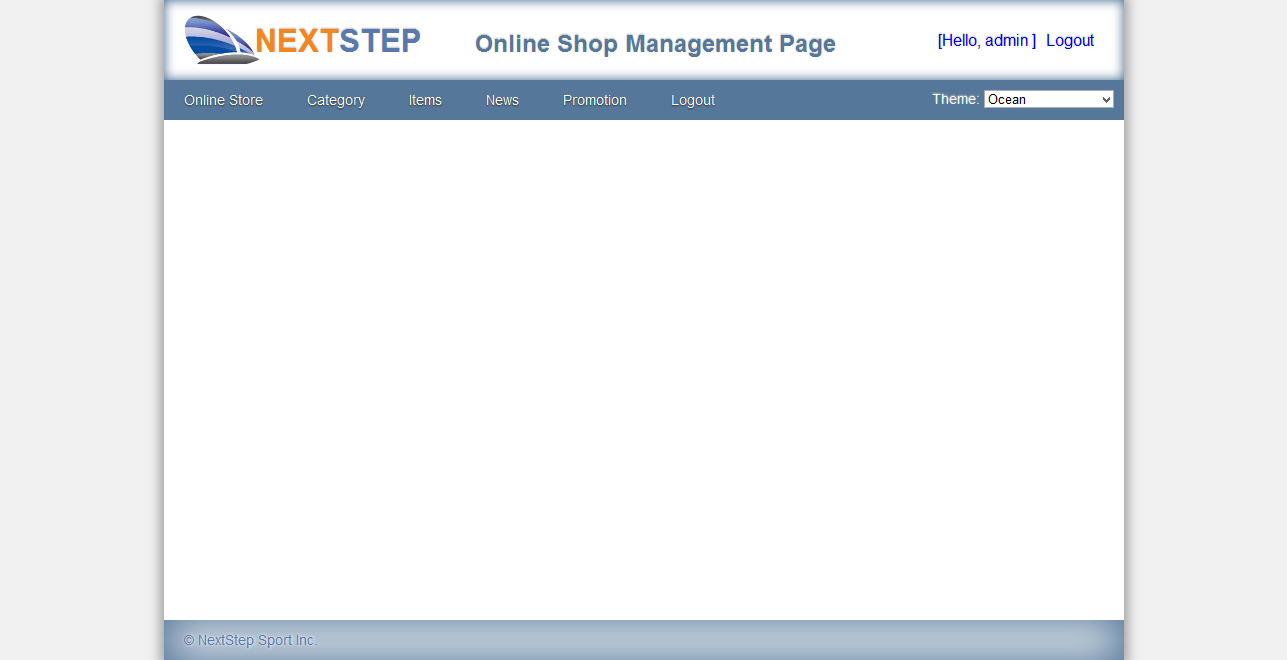 NEXTSTEP
Online Shop Management Page
[Hello, admin ] Logout
Online Store Category Items News Promotion Logout
Theme: Ocean
© NextStep Sport Inc.